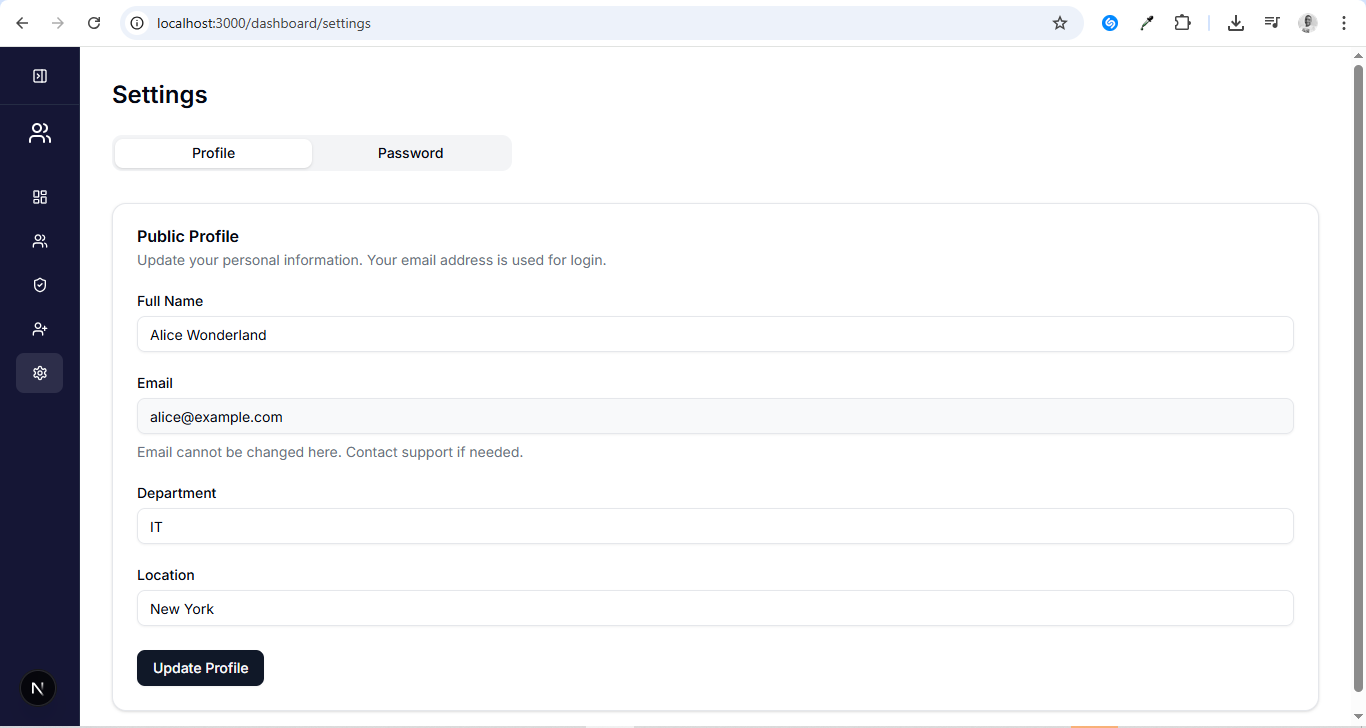 localhost:3000/dashboard/settings
Settings
Profile
Password
Public Profile
Update your personal information. Your email address is used for login.
Full Name
Alice Wonderland
Email
alice@example.com
Email cannot be changed here. Contact support if needed.
Department
IT
Location
New York
Update Profile
N